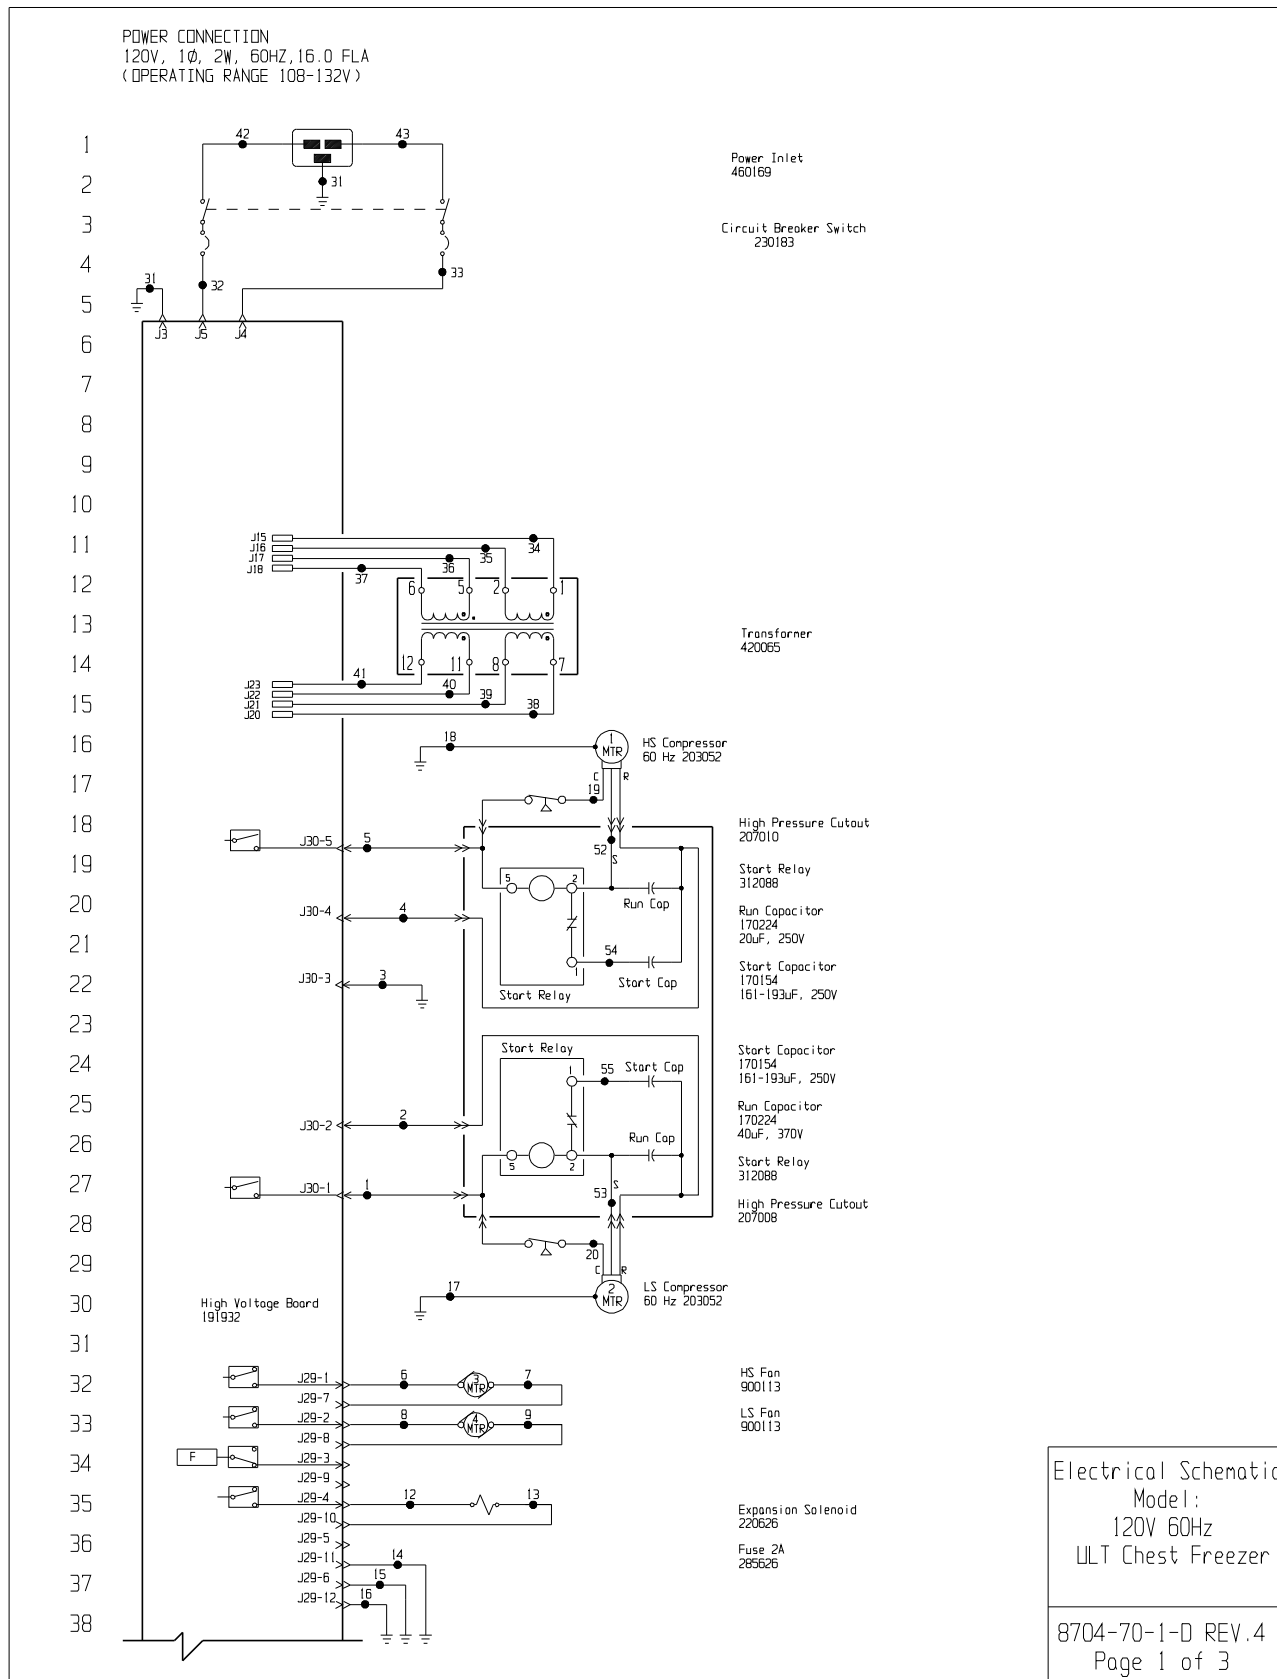 POWER CONNECTION
120V, 1Ø, 2W, 60HZ,16.0 FLA
(OPERATING RANGE 108-132V)
1
42
43
Power Inlet
460169
2
31
3
Circuit Breaker Switch
230183
4
31
32
33
5
J3
J5
J4
6
7
8
9
10
11
J15
J16
J17
J18
34
35
36
37
12
6
5
2
1
13
Transformer
420065
14
12
11
8
7
41
40
39
38
15
J23
J22
J21
J20
16
18
1
MTR
HS Compressor
60 Hz 203052
17
C
R
19
18
High Pressure Cutout
207010
J30-5
5
52
S
19
Start Relay
312088
5
2
20
Run Cap
J30-4
4
Run Capacitor
170224
20uF, 250V
21
54
1
Start Capacitor
170154
161-193uF, 250V
22
J30-3
3
Start Cap
Start Relay
23
24
Start Relay
Start Cap
1
55
Start Capacitor
170154
161-193uF, 250V
25
J30-2
2
Run Capacitor
170224
40uF, 370V
26
Run Cap
5
2
Start Relay
312088
27
J30-1
1
53
S
High Pressure Cutout
207008
28
20
29
C
R
17
2
MTR
LS Compressor
60 Hz 203052
30
High Voltage Board
191932
31
32
J29-1
6
3
MTR
7
HS Fan
900113
J29-7
33
J29-2
8
4
MTR
9
LS Fan
900113
J29-8
34
F
J29-3
J29-9
35
J29-4
12
13
Expansion Solenoid
220626
J29-10
36
J29-5
Fuse 2A
285626
J29-11
14
37
J29-6
15
J29-12
16
38
Electrical Schematic
Model:
120V 60Hz
ULT Chest Freezer
8704-70-1-D REV.4
Page 1 of 3